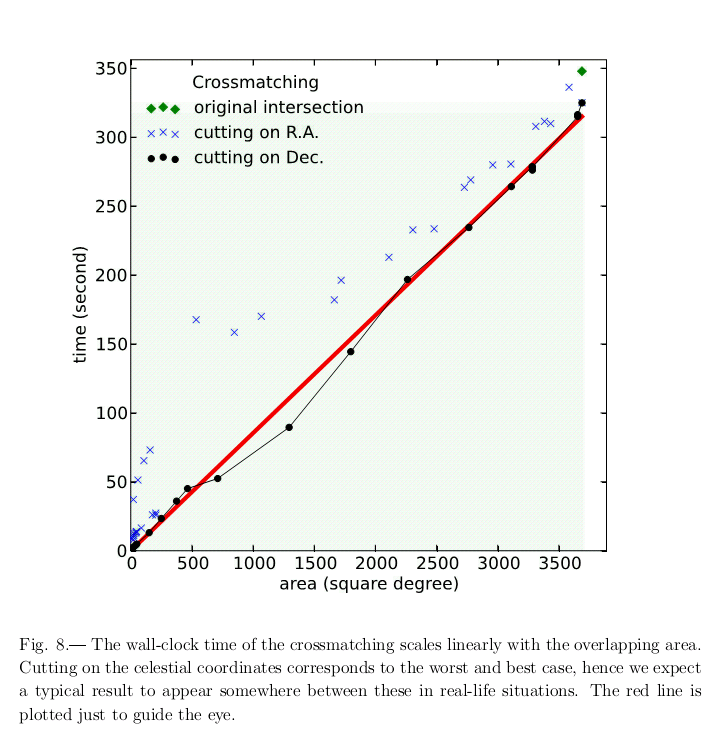 350
300
250
200
150
100
50
0
Crossmatching
original intersection
cutting on R.A.
cutting on Dec.
time (second)
0 500 1000 1500 2000 2500 3000 3500
area (square degree)
Fig. 8.— The wall-clock time of the crossmatching scales linearly with the overlapping area.
Cutting on the celestial coordinates corresponds to the worst and best case, hence we expect
a typical result to appear somewhere between these in real-life situations. The red line is
plotted just to guide the eye.